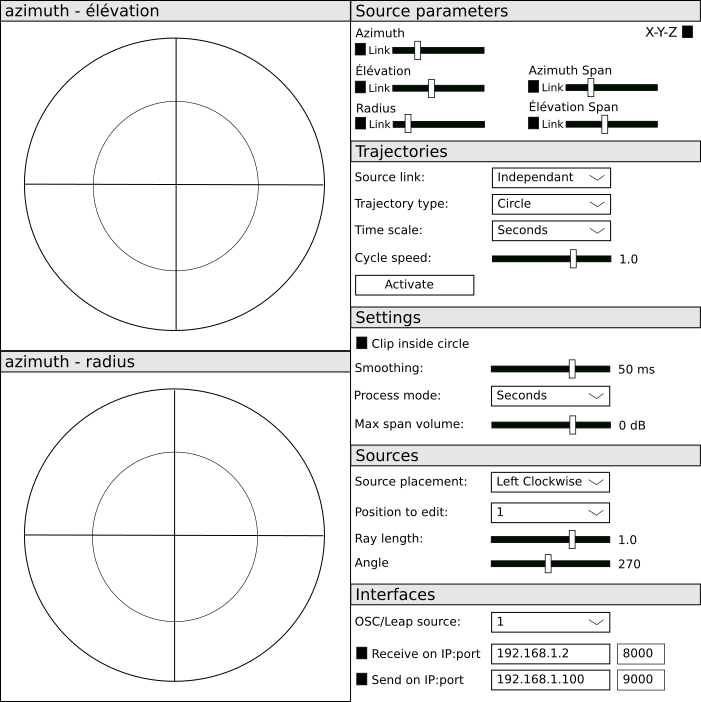 azimuth - élévation
azimuth - radius
Source parameters
Azimuth
X-Y-Z
Link
Élévation
Azimuth Span
Link
Link
Radius
Élévation Span
Link
Link
Trajectories
Source link: Independant
Trajectory type: Circle
Time scale: Seconds
Cycle speed: 1.0
Activate
Settings
Clip inside circle
Smoothing: 50 ms
Process mode: Seconds
Max span volume: 0 dB
Sources
Source placement: Left Clockwise
Position to edit: 1
Ray length: 1.0
Angle 270
Interfaces
OSC/Leap source: 1
Receive on IP:port 192.168.1.2 8000
Send on IP:port 192.168.1.100 9000